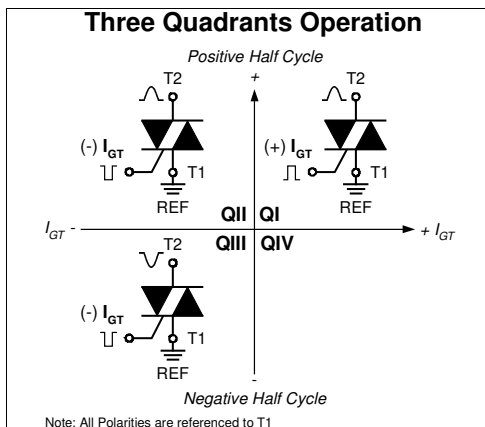 Three Quadrants Operation
Positive Half Cycle
T2
+
T2
(-) IGT
(+) IGT
T1
T1
REF
REF
QII
QI
IGT -
+ IGT
QIII
QIV
T2
(-) IGT
T1
REF
-
Negative Half Cycle
Note: All Polarities are referenced to T1